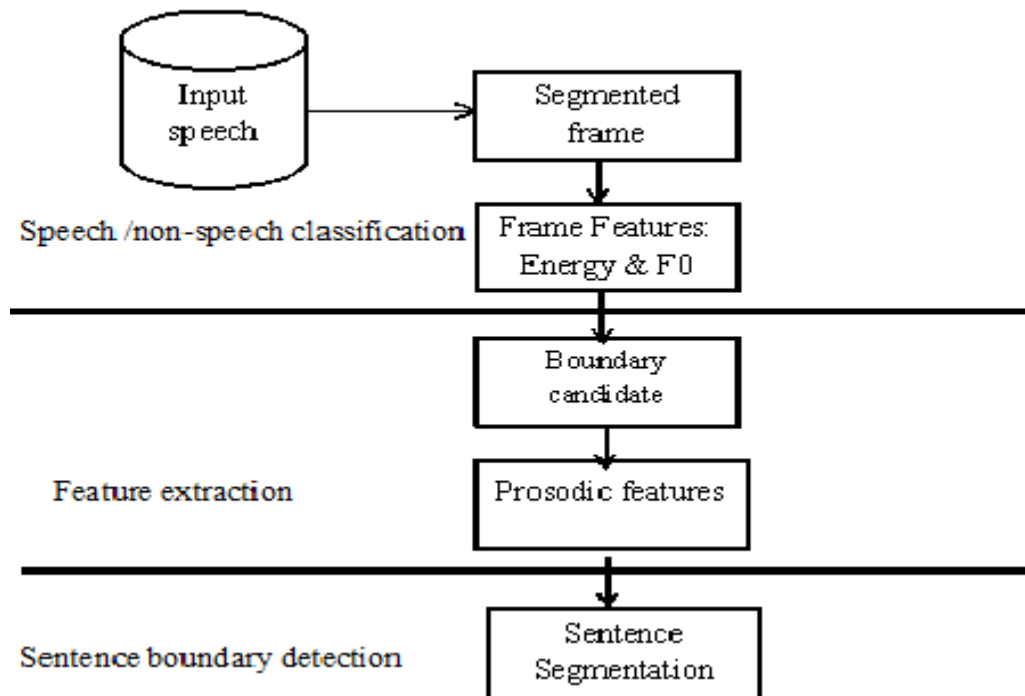 Input
speech
Segmented
frame
Speech /non-speech classification
Frame Features:
Energy & F0
Boundary
candidate
Feature extraction
Prosodic features
Sentence boundary detection
Sentence
Segmentation